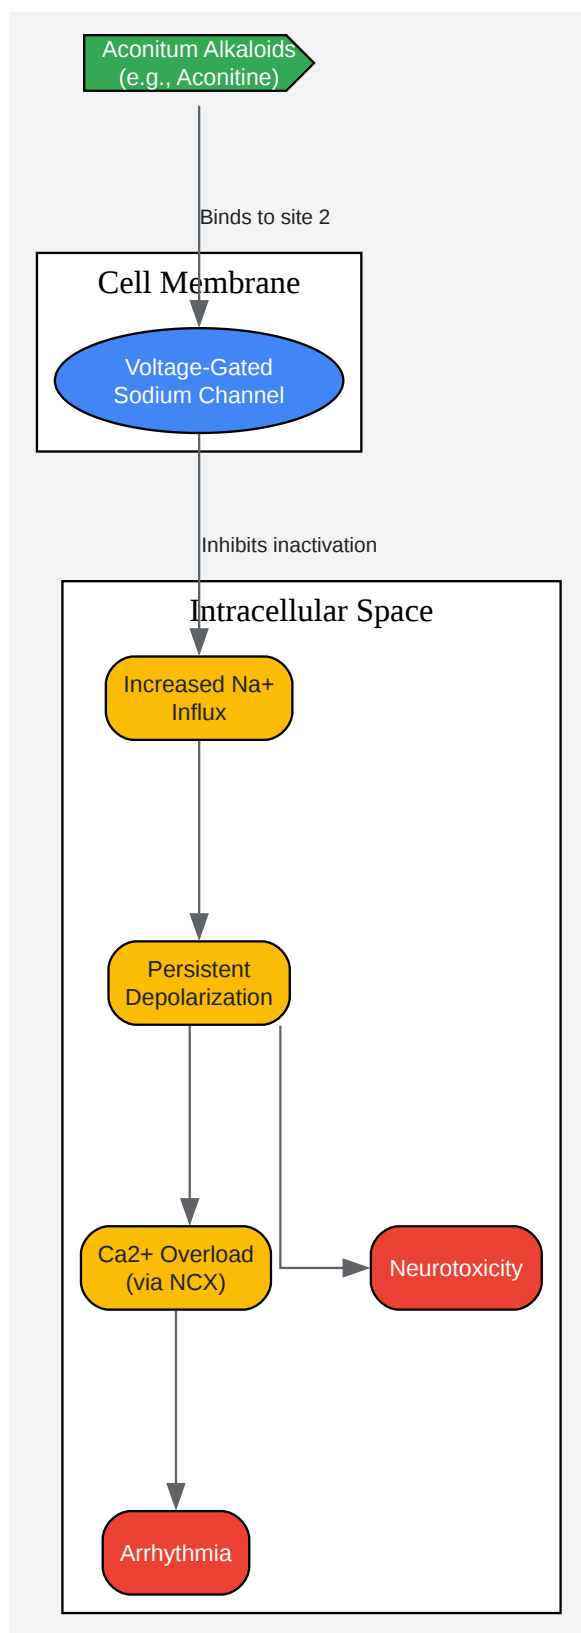 Aconitum Alkaloids
(e.g., Aconitine)
Binds to site 2
Cell Membrane
Voltage-Gated
Sodium Channel
Inhibits inactivation
Intracellular Space
Increased Na+
Influx
Persistent
Depolarization
Ca2+ Overload
(via NCX)
Neurotoxicity
Arrhythmia